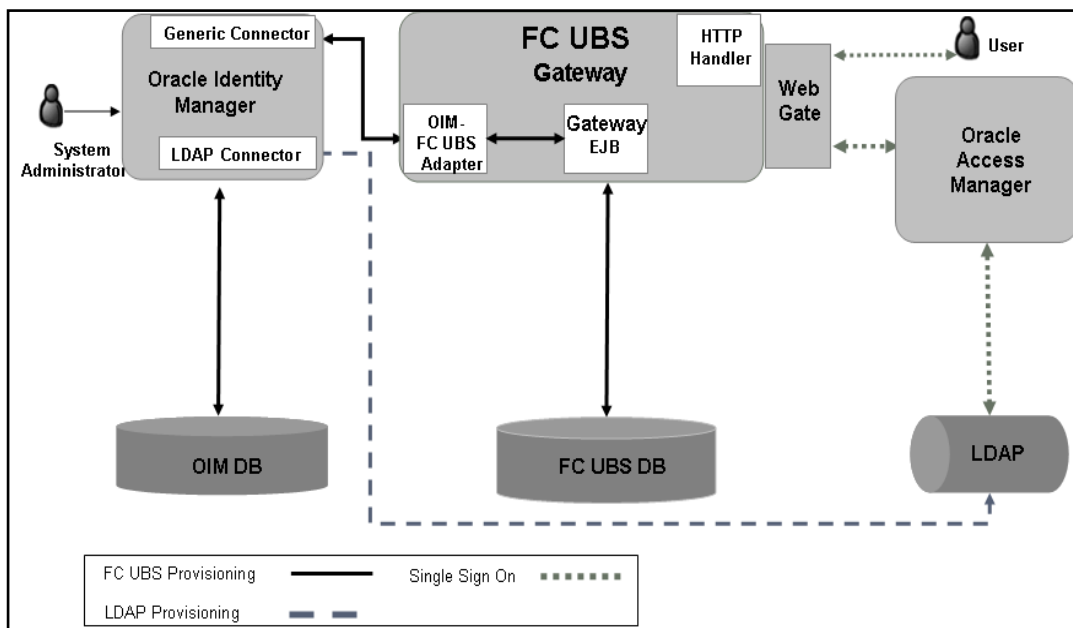 Generic Connector
Oracle Identity
Manager
LDAP Connector
System
Administrator
FC UBS
Gateway
HTTP
Handler
OIM -
FC UBS
Adapter
Gateway
EJB
Web
Gate
User
Oracle
Access
Manager
OIM DB
FC UBS DB
LDAP
FC UBS Provisioning
Single Sign On
LDAP Provisioning